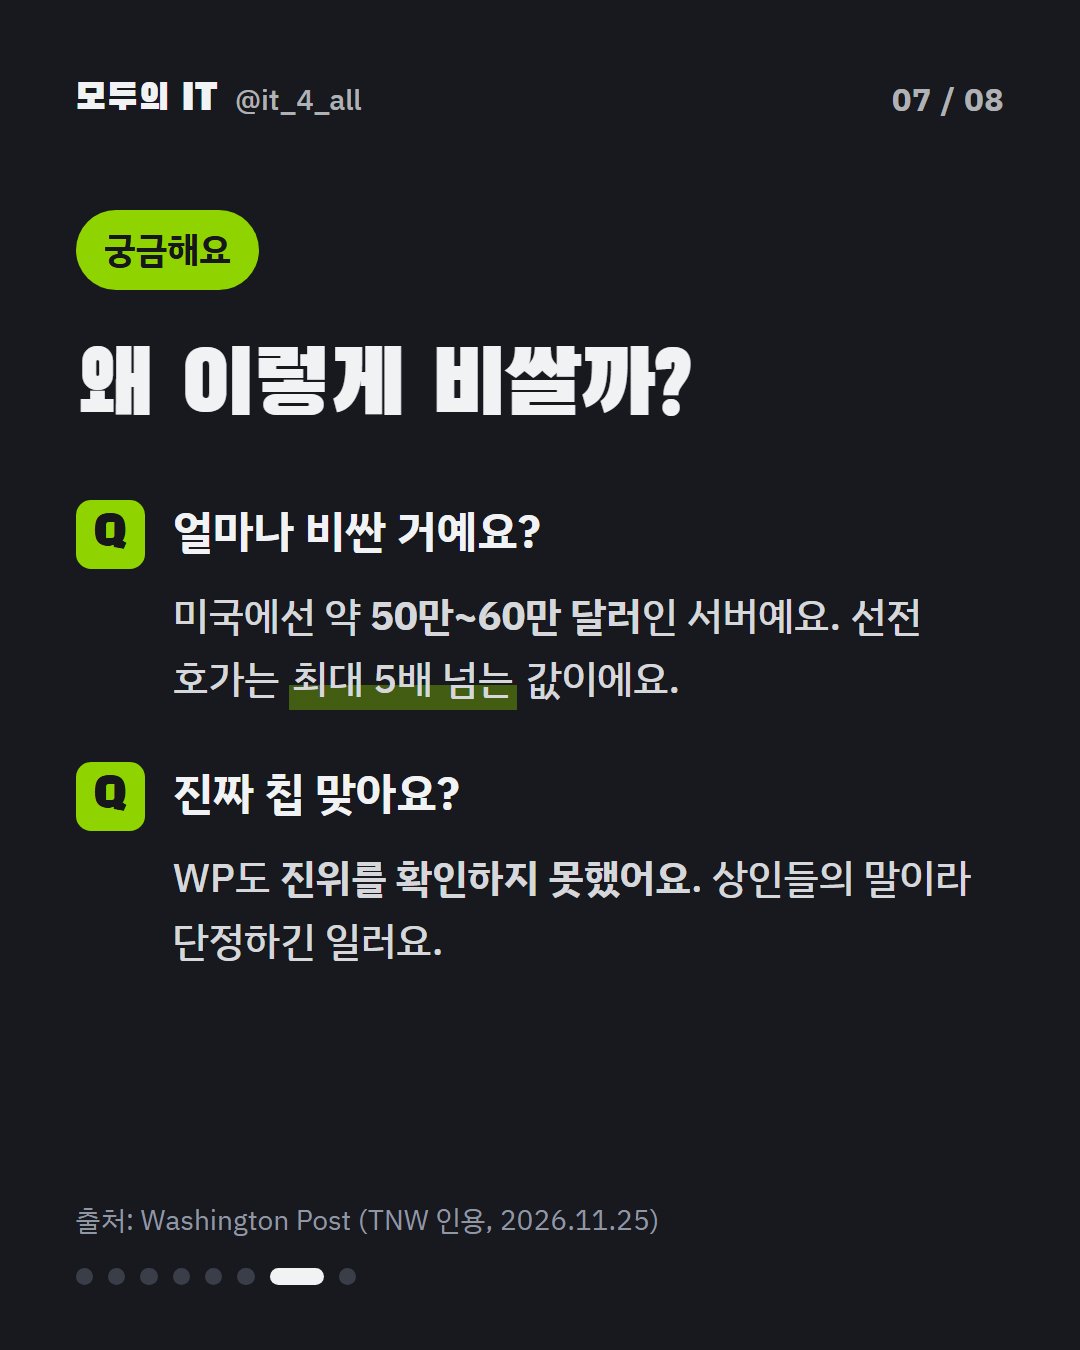 모두의 IT @it_4_all
07 / 08
궁금해요
왜 이렇게 비쌀까?
Q 얼마나 비싼 거예요?
미국에선 약 50만~60만 달러인 서버예요. 선전
호가는 최대 5배 넘는 값이에요.
Q 진짜 칩 맞아요?
WP도 진위를 확인하지 못했어요. 상인들의 말이라
단정하긴 일러요.
출처: Washington Post (TNW 인용, 2026.11.25)